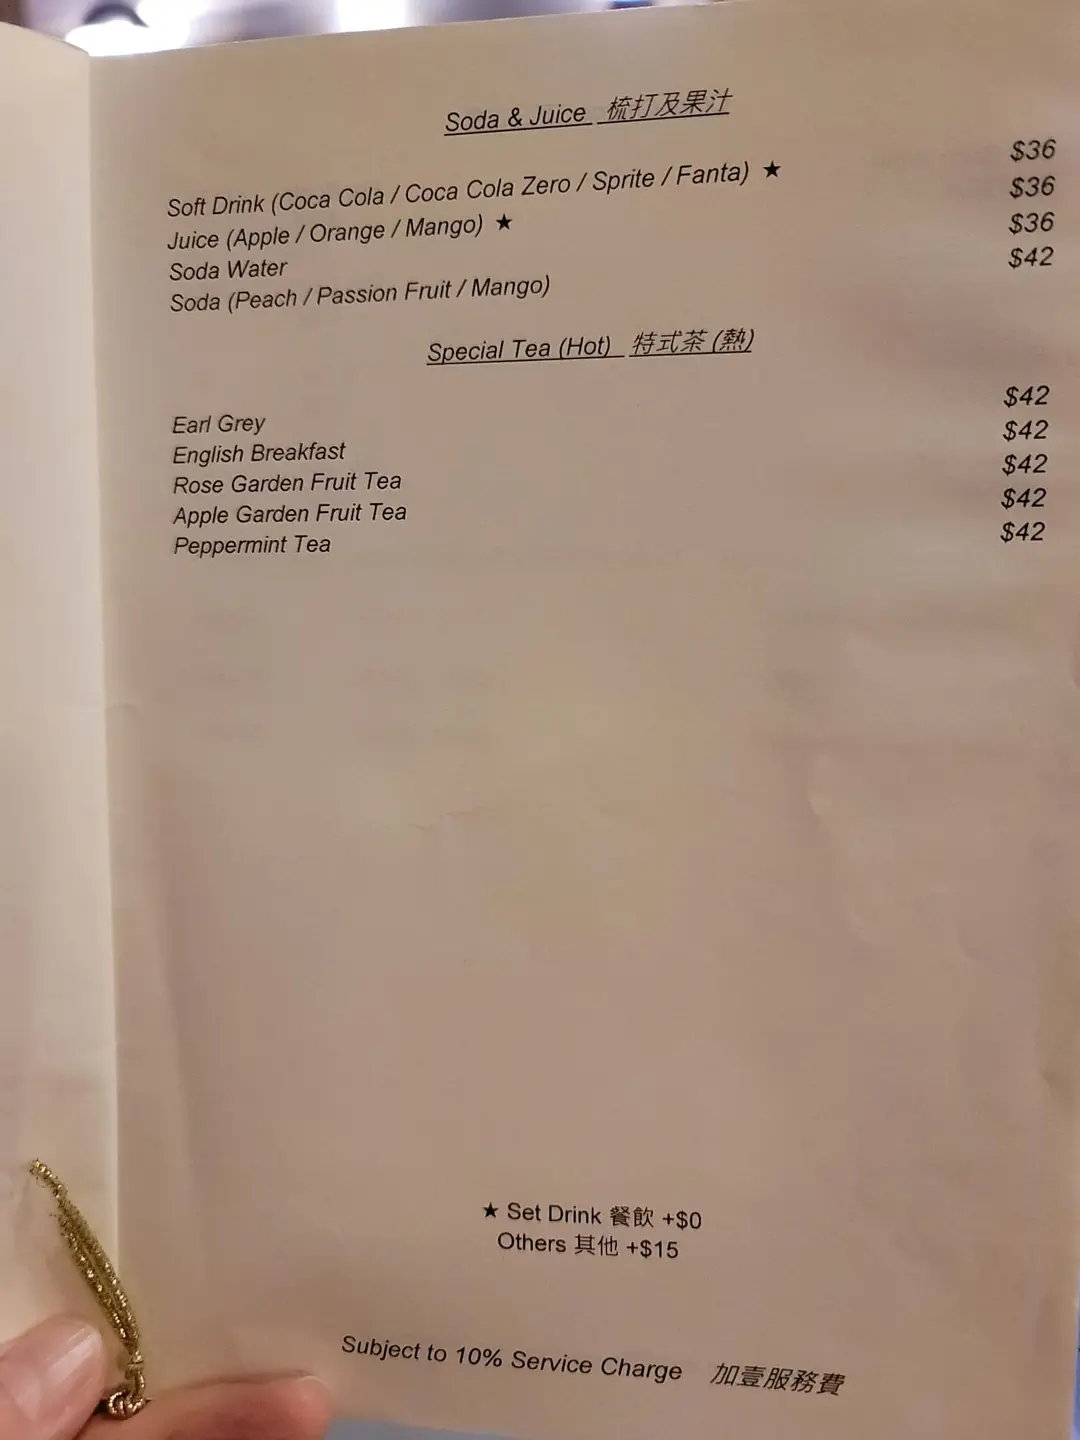 Soda & Juice 梳打及果汁
Soft Drink (Coca Cola / Coca Cola Zero / Sprite / Fanta) ★ $36
Juice (Apple / Orange / Mango) ★ $36
Soda Water $36
Soda (Peach / Passion Fruit / Mango) $42
Special Tea (Hot) 特式茶 (熱)
Earl Grey $42
English Breakfast $42
Rose Garden Fruit Tea $42
Apple Garden Fruit Tea $42
Peppermint Tea $42
★ Set Drink 餐飲 +$0
Others 其他 +$15
Subject to 10% Service Charge 加壹服務費